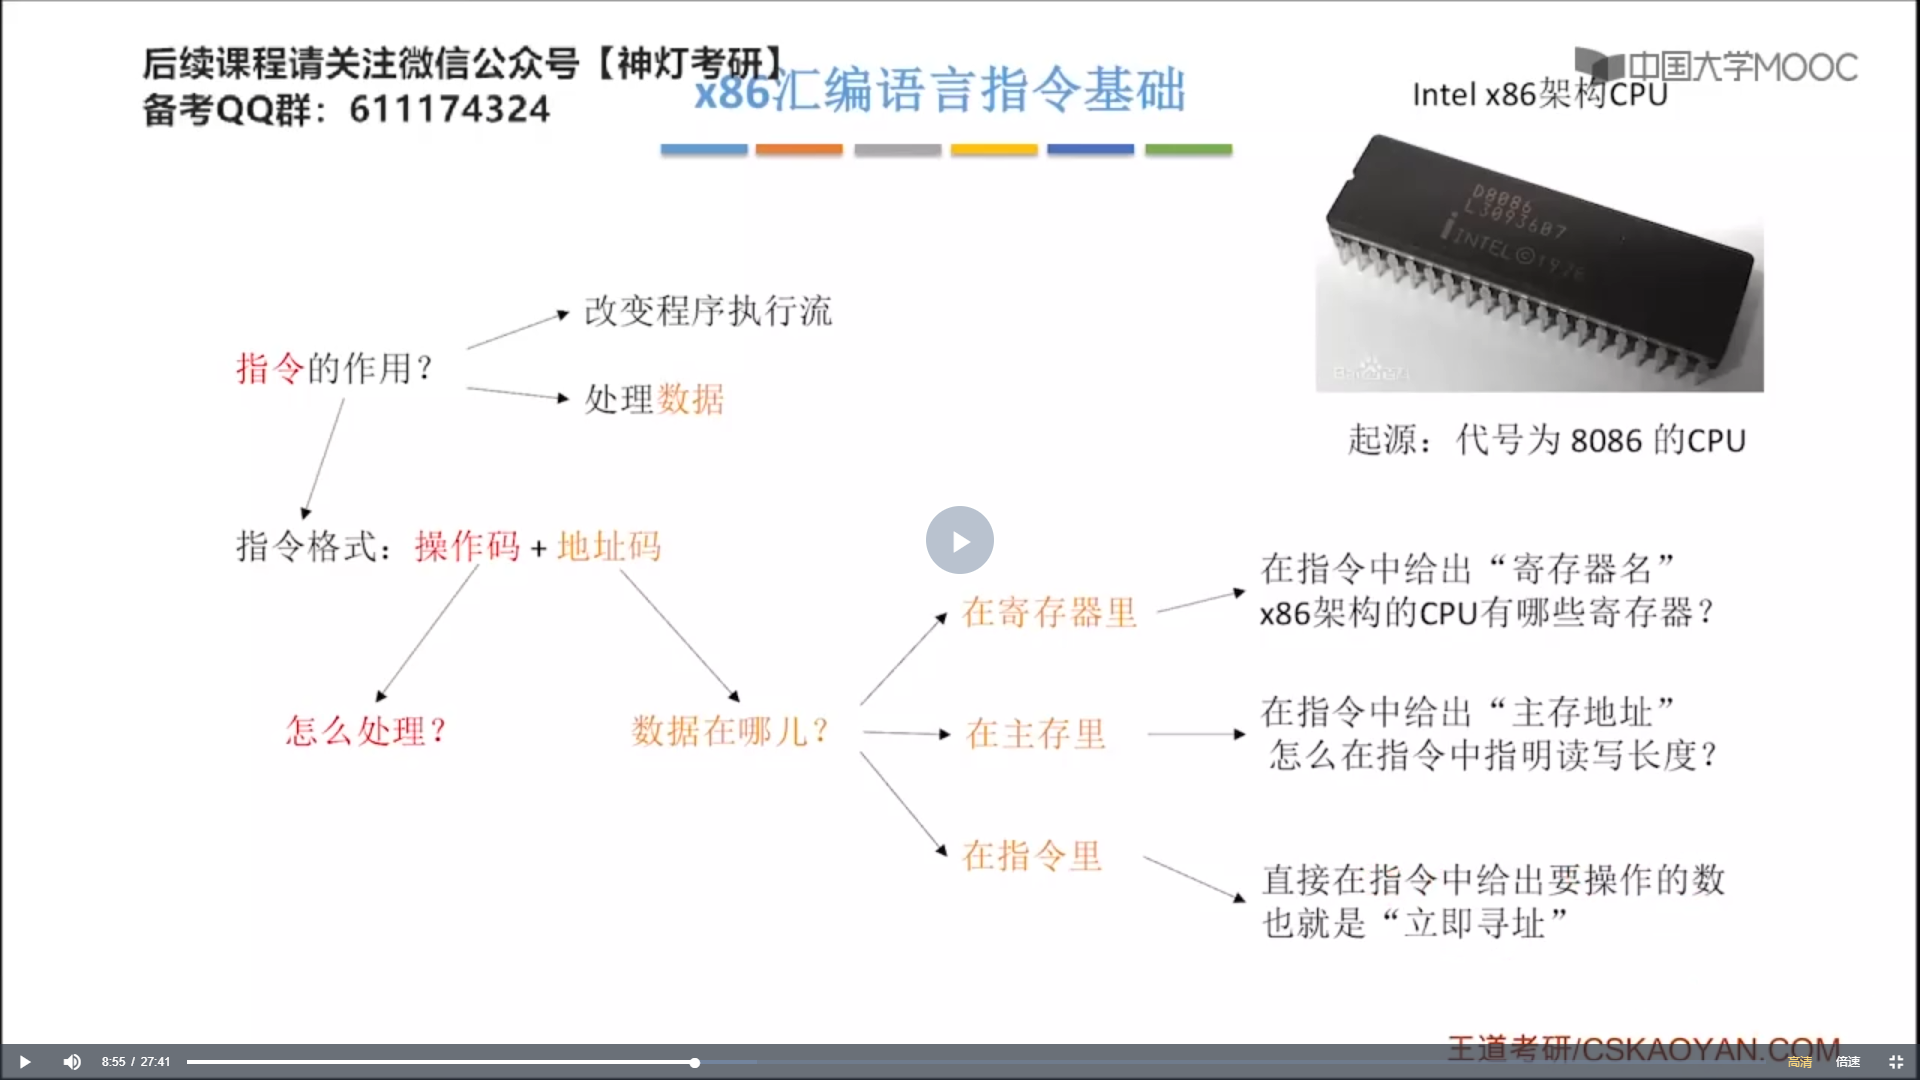 后续课程请关注微信公众号【神灯考研】
备考QQ群：611174324
x86汇编语言指令基础
中国大学MOOC
Intel x86架构CPU
D8086
L3093607
INTEL©1978
改变程序执行流
指令的作用？
处理数据
起源：代号为 8086 的CPU
指令格式：操作码 + 地址码
在指令中给出“寄存器名”
在寄存器里
x86架构的CPU有哪些寄存器？
怎么处理？
数据在哪儿？
在主存里
在指令中给出“主存地址”
怎么在指令中指明读写长度？
在指令里
直接在指令中给出要操作的数
也就是“立即寻址”
王道考研/CSKAOYAN.COM
8:55 / 27:41
高清
倍速